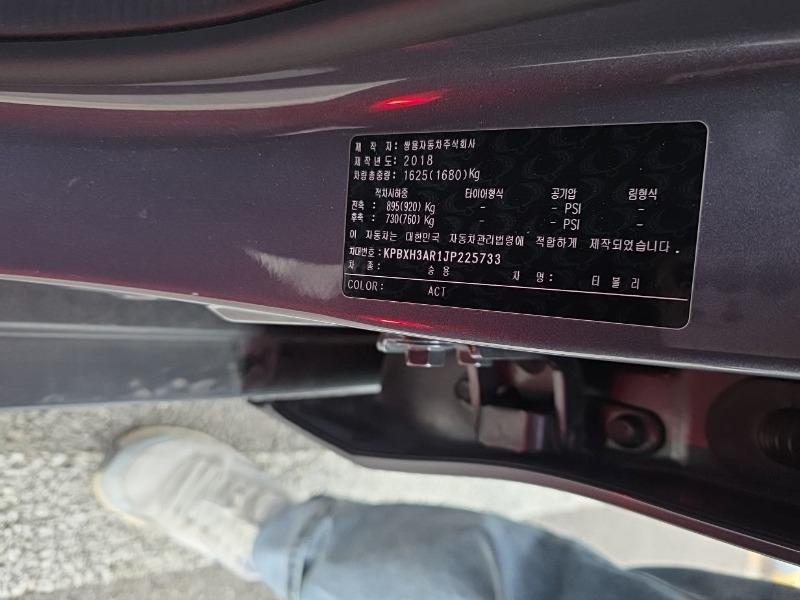 제 작 자: 쌍용자동차주식회사
제작년도: 2018
차량총중량: 1625(1680)Kg
적차시하중 타이어형식 공기압 림형식
전축 : 895(920) Kg - - PSI -
후축 : 730(760) Kg - - PSI -
이 자동차는 대한민국 자동차관리법령에 적합하게 제작되었습니다.
차대번호: KPBXH3AR1JP225733
차 종: 승용 차 명: 티볼리
COLOR: ACT